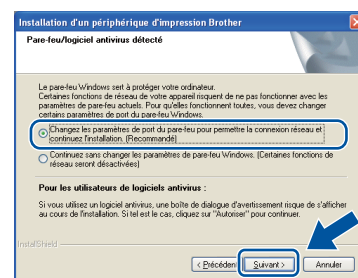 Installation d'un périphérique d'impression Brother
Pare-feu/logiciel antivirus détecté
Le pare-feu Windows sert à protéger votre ordinateur.
Certaines fonctions de réseau de votre appareil risquent de ne pas fonctionner avec les
paramètres de pare-feu actuels. Pour qu'elles fonctionnent toutes, vous devez changer
certains paramètres de port du pare-feu Windows.
Changez les paramètres de port du pare-feu pour permettre la connexion réseau et
continuez l'installation. (Recommandé)
Continuez sans changer les paramètres de pare-feu Windows. (Certaines fonctions de
réseau seront désactivées)
Pour les utilisateurs de logiciels antivirus :
Si vous utilisez un logiciel antivirus, une boîte de dialogue d'avertissement risque de s'afficher
au cours de l'installation. Si tel est le cas, cliquez sur "Autoriser" pour continuer.
InstallShield
< Précédent Suivant > Annuler